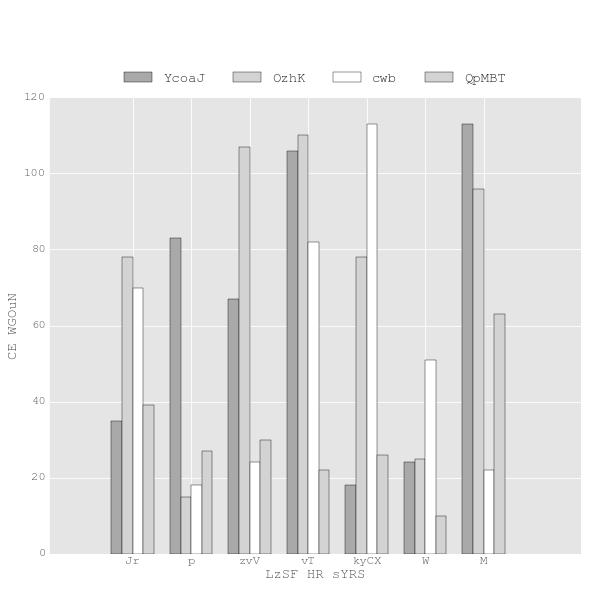 YcoaJ OzhK cwb QpMBT
120
100
80
60
40
20
0
CE WGOuN
Jr p zvV vT kyCX W M
LzSF HR sYRS